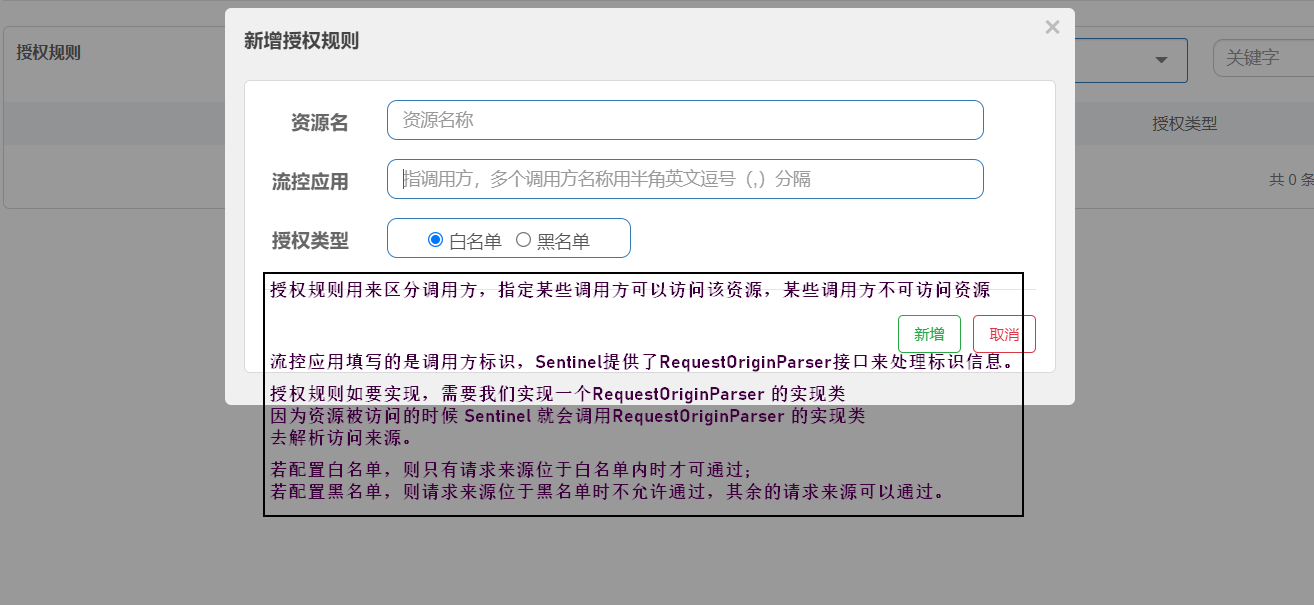 新增授权规则
×
授权规则
关键字
资源名
资源名称
授权类型
流控应用
指调用方，多个调用方名称用半角英文逗号（,）分隔
共 0 条
授权类型
白名单
黑名单
授权规则用来区分调用方，指定某些调用方可以访问该资源，某些调用方不可访问资源
新增
取消
流控应用填写的是调用方标识，Sentinel提供了RequestOriginParser接口来处理标识信息。
授权规则如要实现，需要我们实现一个RequestOriginParser 的实现类
因为资源被访问的时候 Sentinel 就会调用RequestOriginParser 的实现类
去解析访问来源。
若配置白名单，则只有请求来源位于白名单内时才可通过；
若配置黑名单，则请求来源位于黑名单时不允许通过，其余的请求来源可以通过。